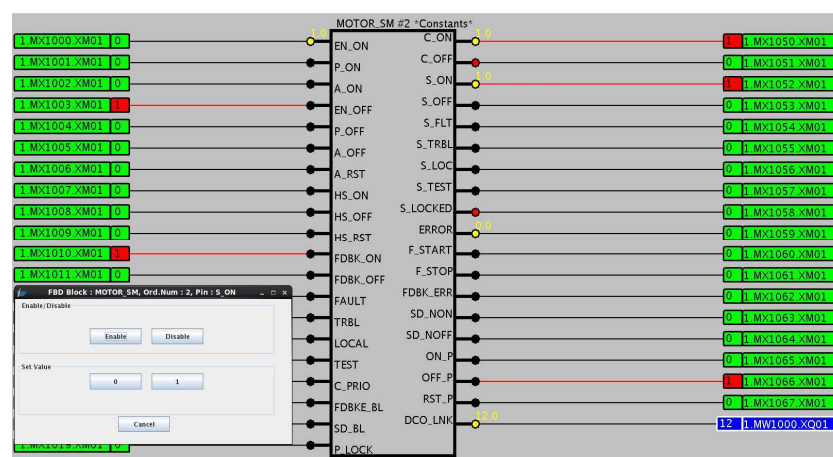 MOTOR_SM #2 *Constants*
1.MX1000.XM01 0 1.0 EN_ON C_ON 1.0 1 1.MX1050.XM01
1.MX1001.XM01 0 P_ON C_OFF 0 1.MX1051.XM01
1.MX1002.XM01 0 A_ON S_ON 1.0 1 1.MX1052.XM01
1.MX1003.XM01 1 EN_OFF S_OFF 0 1.MX1053.XM01
1.MX1004.XM01 0 P_OFF S_FLT 0 1.MX1054.XM01
1.MX1005.XM01 0 A_OFF S_TRBL 0 1.MX1055.XM01
1.MX1006.XM01 0 A_RST S_LOC 0 1.MX1056.XM01
1.MX1007.XM01 0 HS_ON S_TEST 0 1.MX1057.XM01
1.MX1008.XM01 0 HS_OFF S_LOCKED 0 1.MX1058.XM01
1.MX1009.XM01 0 HS_RST ERROR 0.0 0 1.MX1059.XM01
1.MX1010.XM01 1 FDBK_ON F_START 0 1.MX1060.XM01
1.MX1011.XM01 0 FDBK_OFF F_STOP 0 1.MX1061.XM01
FAULT FDBK_ERR 0 1.MX1062.XM01
TRBL SD_NON 0 1.MX1063.XM01
LOCAL SD_NOFF 0 1.MX1064.XM01
TEST ON_P 0 1.MX1065.XM01
C_PRIO OFF_P 1 1.MX1066.XM01
FDBKE_BL RST_P 0 1.MX1067.XM01
SD_BL DCO_LNK 12.0 12 1.MW1000.XQ01
1.MX1019.XM01 0 P_LOCK
FBD Block : MOTOR_SM, Ord.Num : 2, Pin : S_ON
Enable/Disable
Enable Disable
Set Value
0 1
Cancel